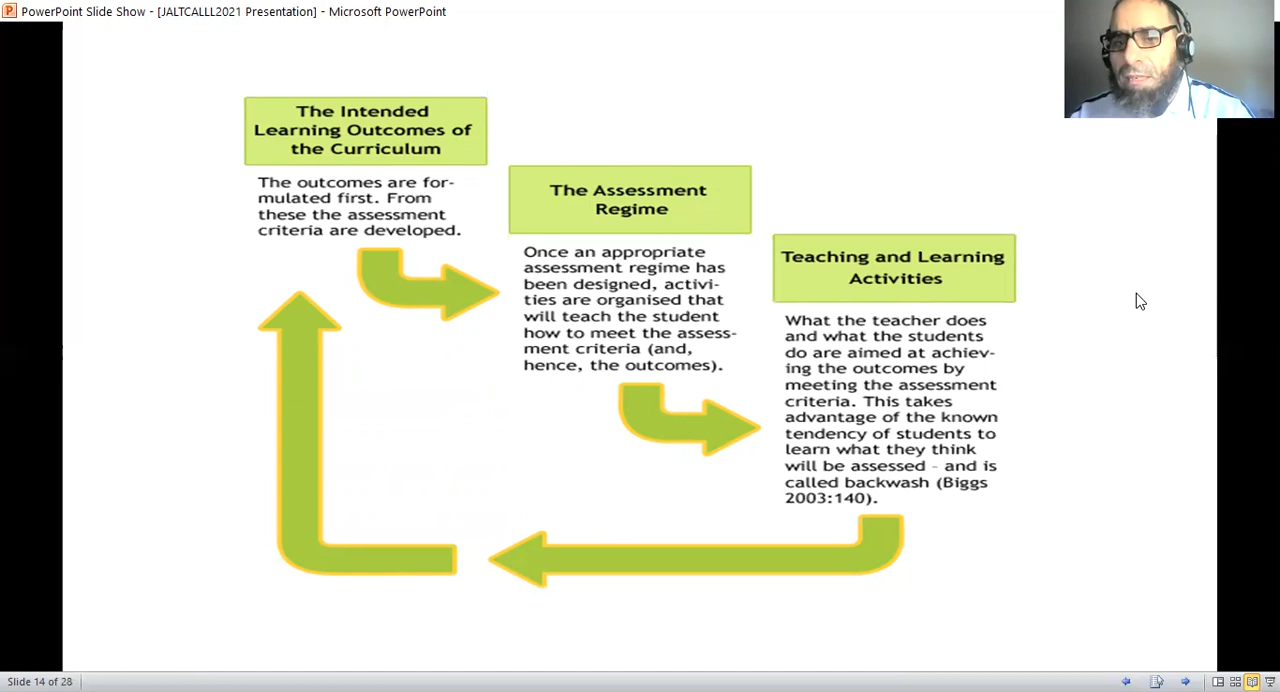 PowerPoint Slide Show - [JALTCALLL2021 Presentation] - Microsoft PowerPoint
The Intended
Learning Outcomes of
the Curriculum
The outcomes are for-
mulated first. From
these the assessment
criteria are developed.
The Assessment
Regime
Once an appropriate
assessment regime has
been designed, activi-
ties are organised that
will teach the student
how to meet the assess-
ment criteria (and,
hence, the outcomes).
Teaching and Learning
Activities
What the teacher does
and what the students
do are aimed at achiev-
ing the outcomes by
meeting the assessment
criteria. This takes
advantage of the known
tendency of students to
learn what they think
will be assessed - and is
called backwash (Biggs
2003:140).
Slide 14 of 28